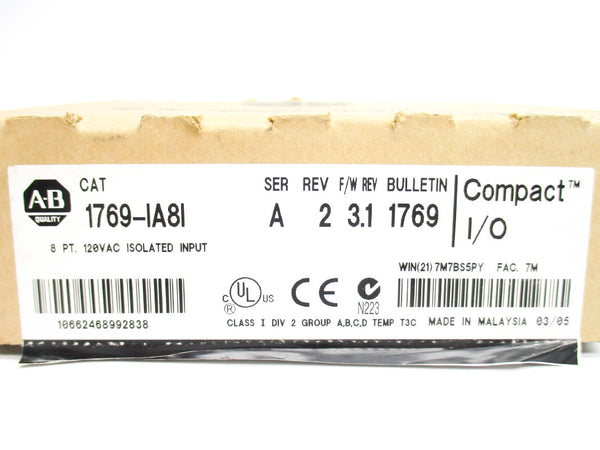 A-B
QUALITY
CAT
1769-IA8I
8 PT. 120VAC ISOLATED INPUT
SER REV F/W REV BULLETIN
A 2 3.1 1769
Compact™
I/O
10662468992838
C UL US
®
CE
N223
WIN(21)7M7BS5PY FAC. 7M
CLASS I DIV 2 GROUP A,B,C,D TEMP T3C MADE IN MALAYSIA 03/05